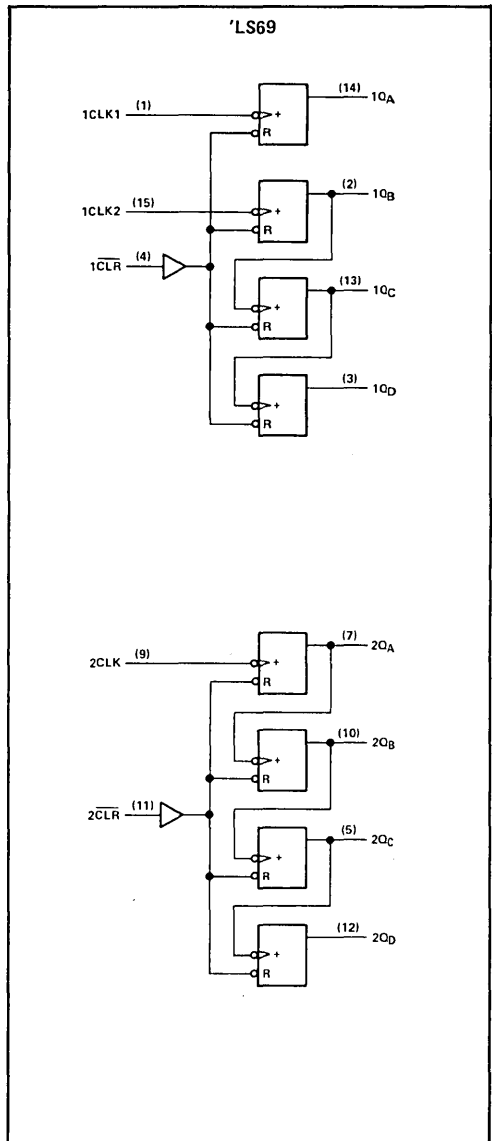 'LS69
(14) 1QA
1CLK1 (1)
+
R
(2) 1QB
1CLK2 (15)
+
R
1CLR (4)
(13) 1QC
+
R
(3) 1QD
+
R
(7) 2QA
2CLK (9)
+
R
(10) 2QB
+
R
2CLR (11)
(5) 2QC
+
R
(12) 2QD
+
R